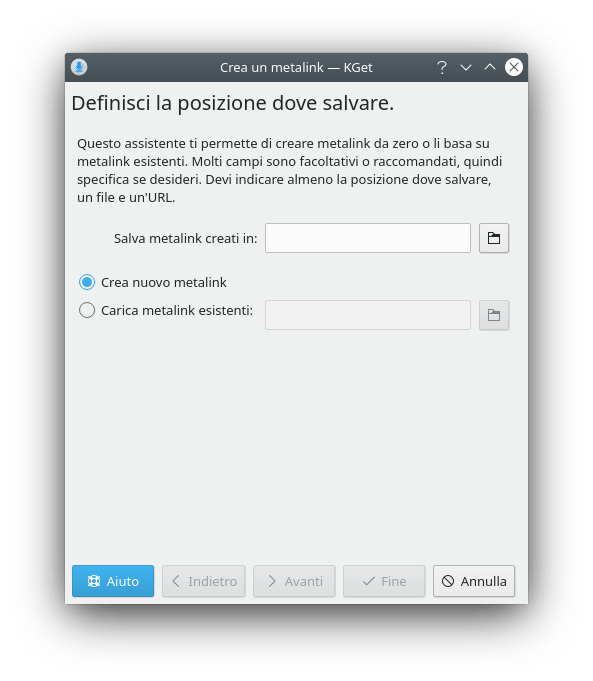 Crea un metalink — KGet
Definisci la posizione dove salvare.
Questo assistente ti permette di creare metalink da zero o li basa su
metalink esistenti. Molti campi sono facoltativi o raccomandati, quindi
specifica se desideri. Devi indicare almeno la posizione dove salvare,
un file e un'URL.
Salva metalink creati in:
Crea nuovo metalink
Carica metalink esistenti:
Aiuto Indietro Avanti Fine Annulla